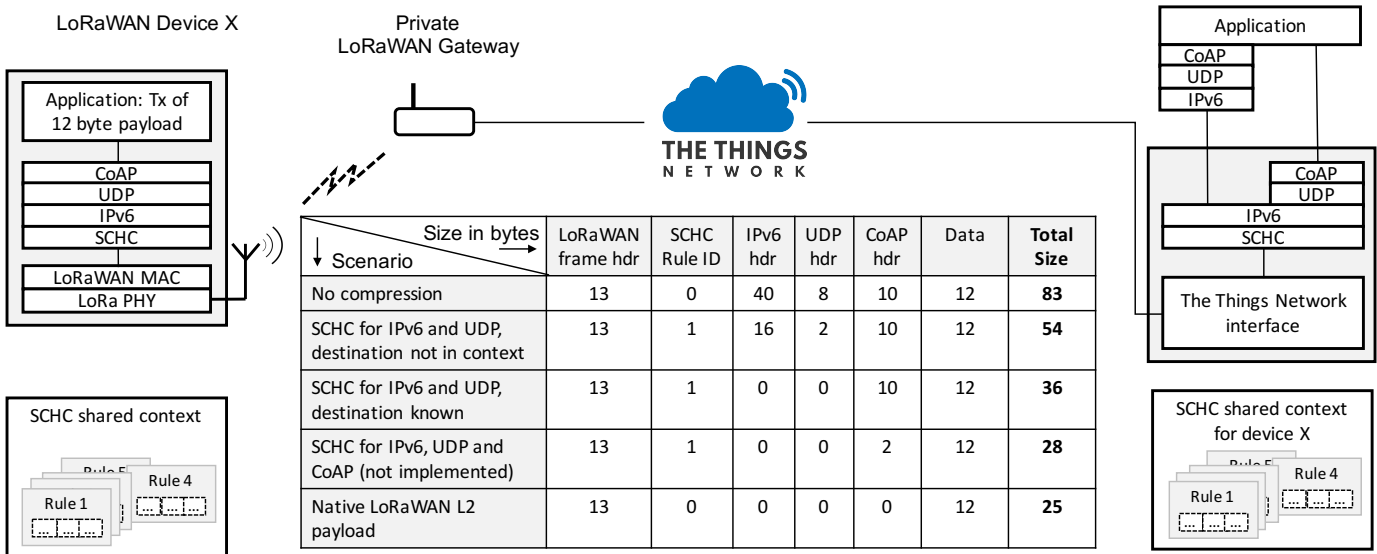 LoRaWAN Device X
Application: Tx of
12 byte payload
CoAP
UDP
IPv6
SCHC
LoRaWAN MAC
LoRa PHY
SCHC shared context
Rule 4
Rule 1
... ... ...
... ... ...
Private
LoRaWAN Gateway
THE THINGS
NETWORK
Size in bytes
Scenario
LoRaWAN frame hdr SCHC Rule ID IPv6 hdr UDP hdr CoAP hdr Data Total Size
No compression 13 0 40 8 10 12 83
SCHC for IPv6 and UDP,
destination not in context 13 1 16 2 10 12 54
SCHC for IPv6 and UDP,
destination known 13 1 0 0 10 12 36
SCHC for IPv6, UDP and
CoAP (not implemented) 13 1 0 0 2 12 28
Native LoRaWAN L2
payload 13 0 0 0 0 12 25
Application
CoAP
UDP
IPv6
CoAP
UDP
IPv6
SCHC
The Things Network
interface
SCHC shared context
for device X
Rule 4
Rule 1
... ... ...
... ... ...